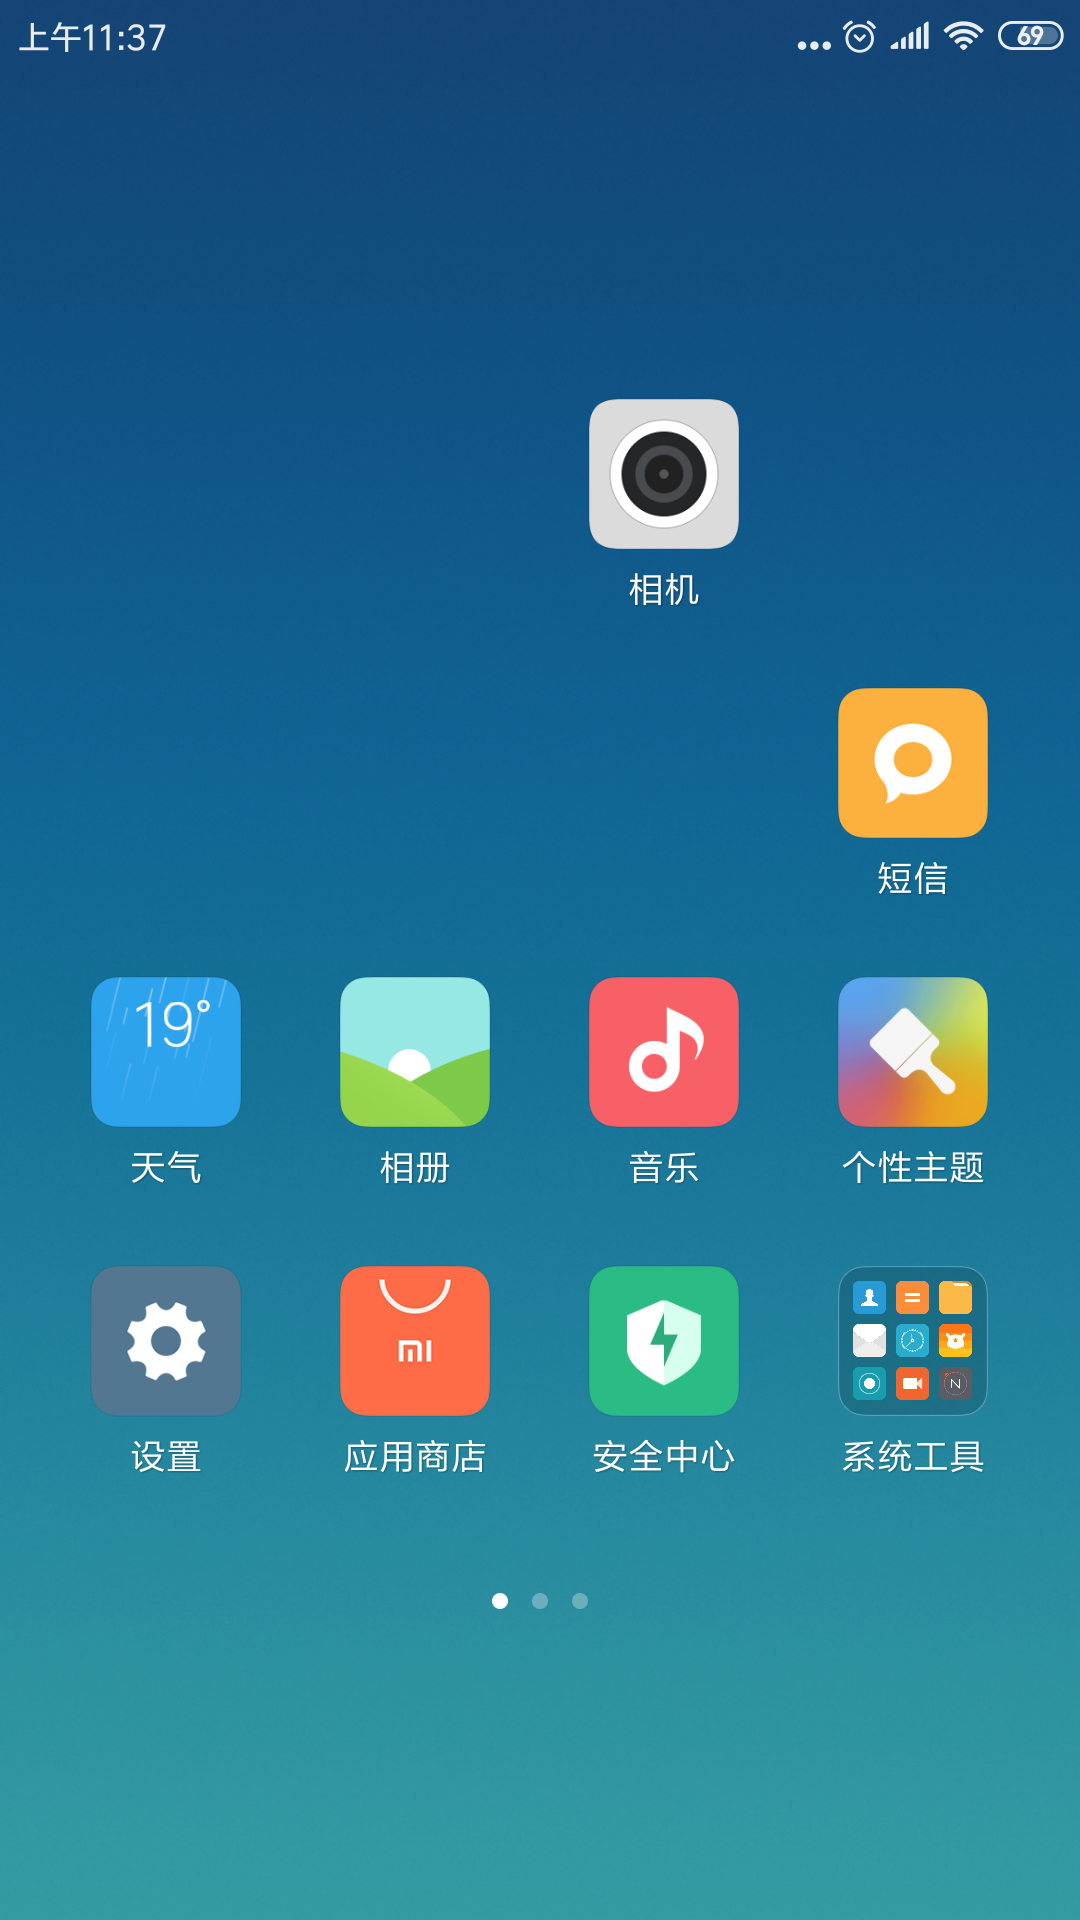 上午11:37 69
相机
短信
19°
天气 相册 音乐 个性主题
设置 应用商店 安全中心 系统工具